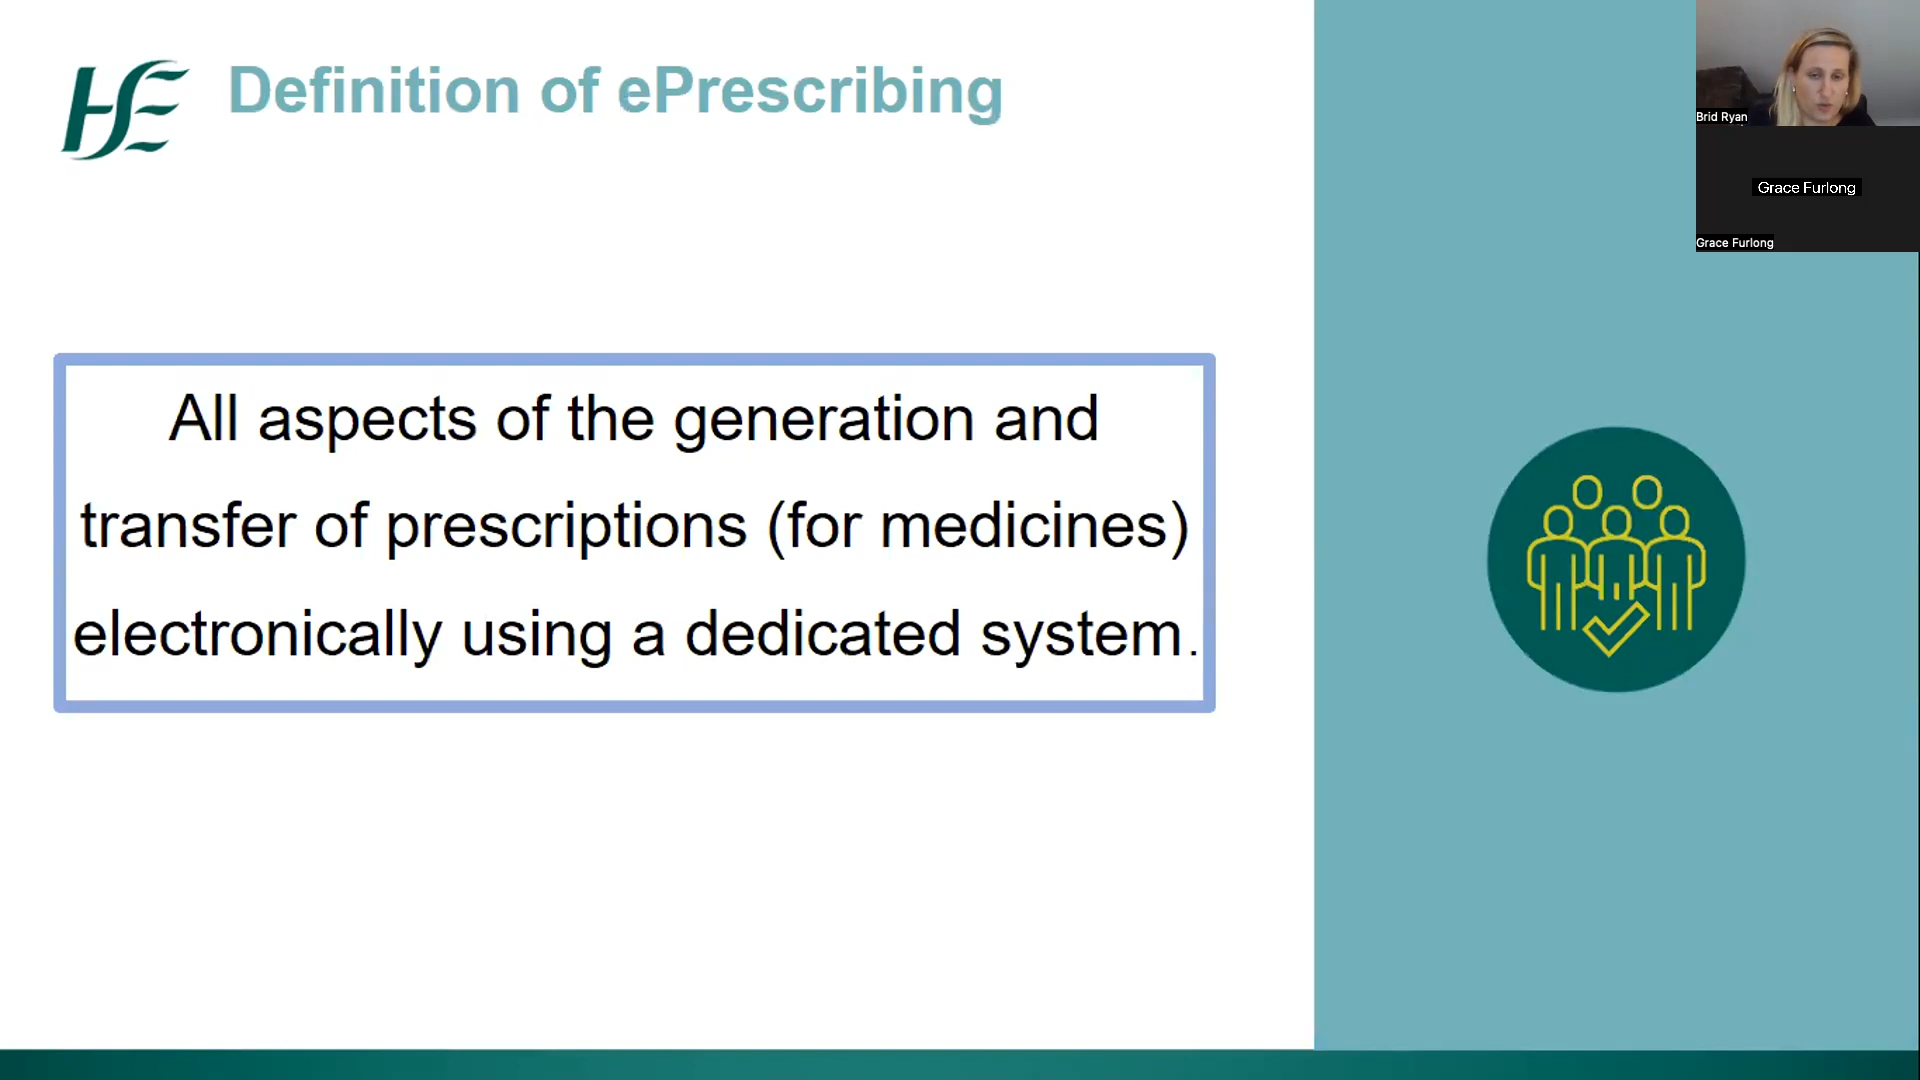 HSE
Definition of ePrescribing
All aspects of the generation and
transfer of prescriptions (for medicines)
electronically using a dedicated system.
Brid Ryan
Grace Furlong
Grace Furlong